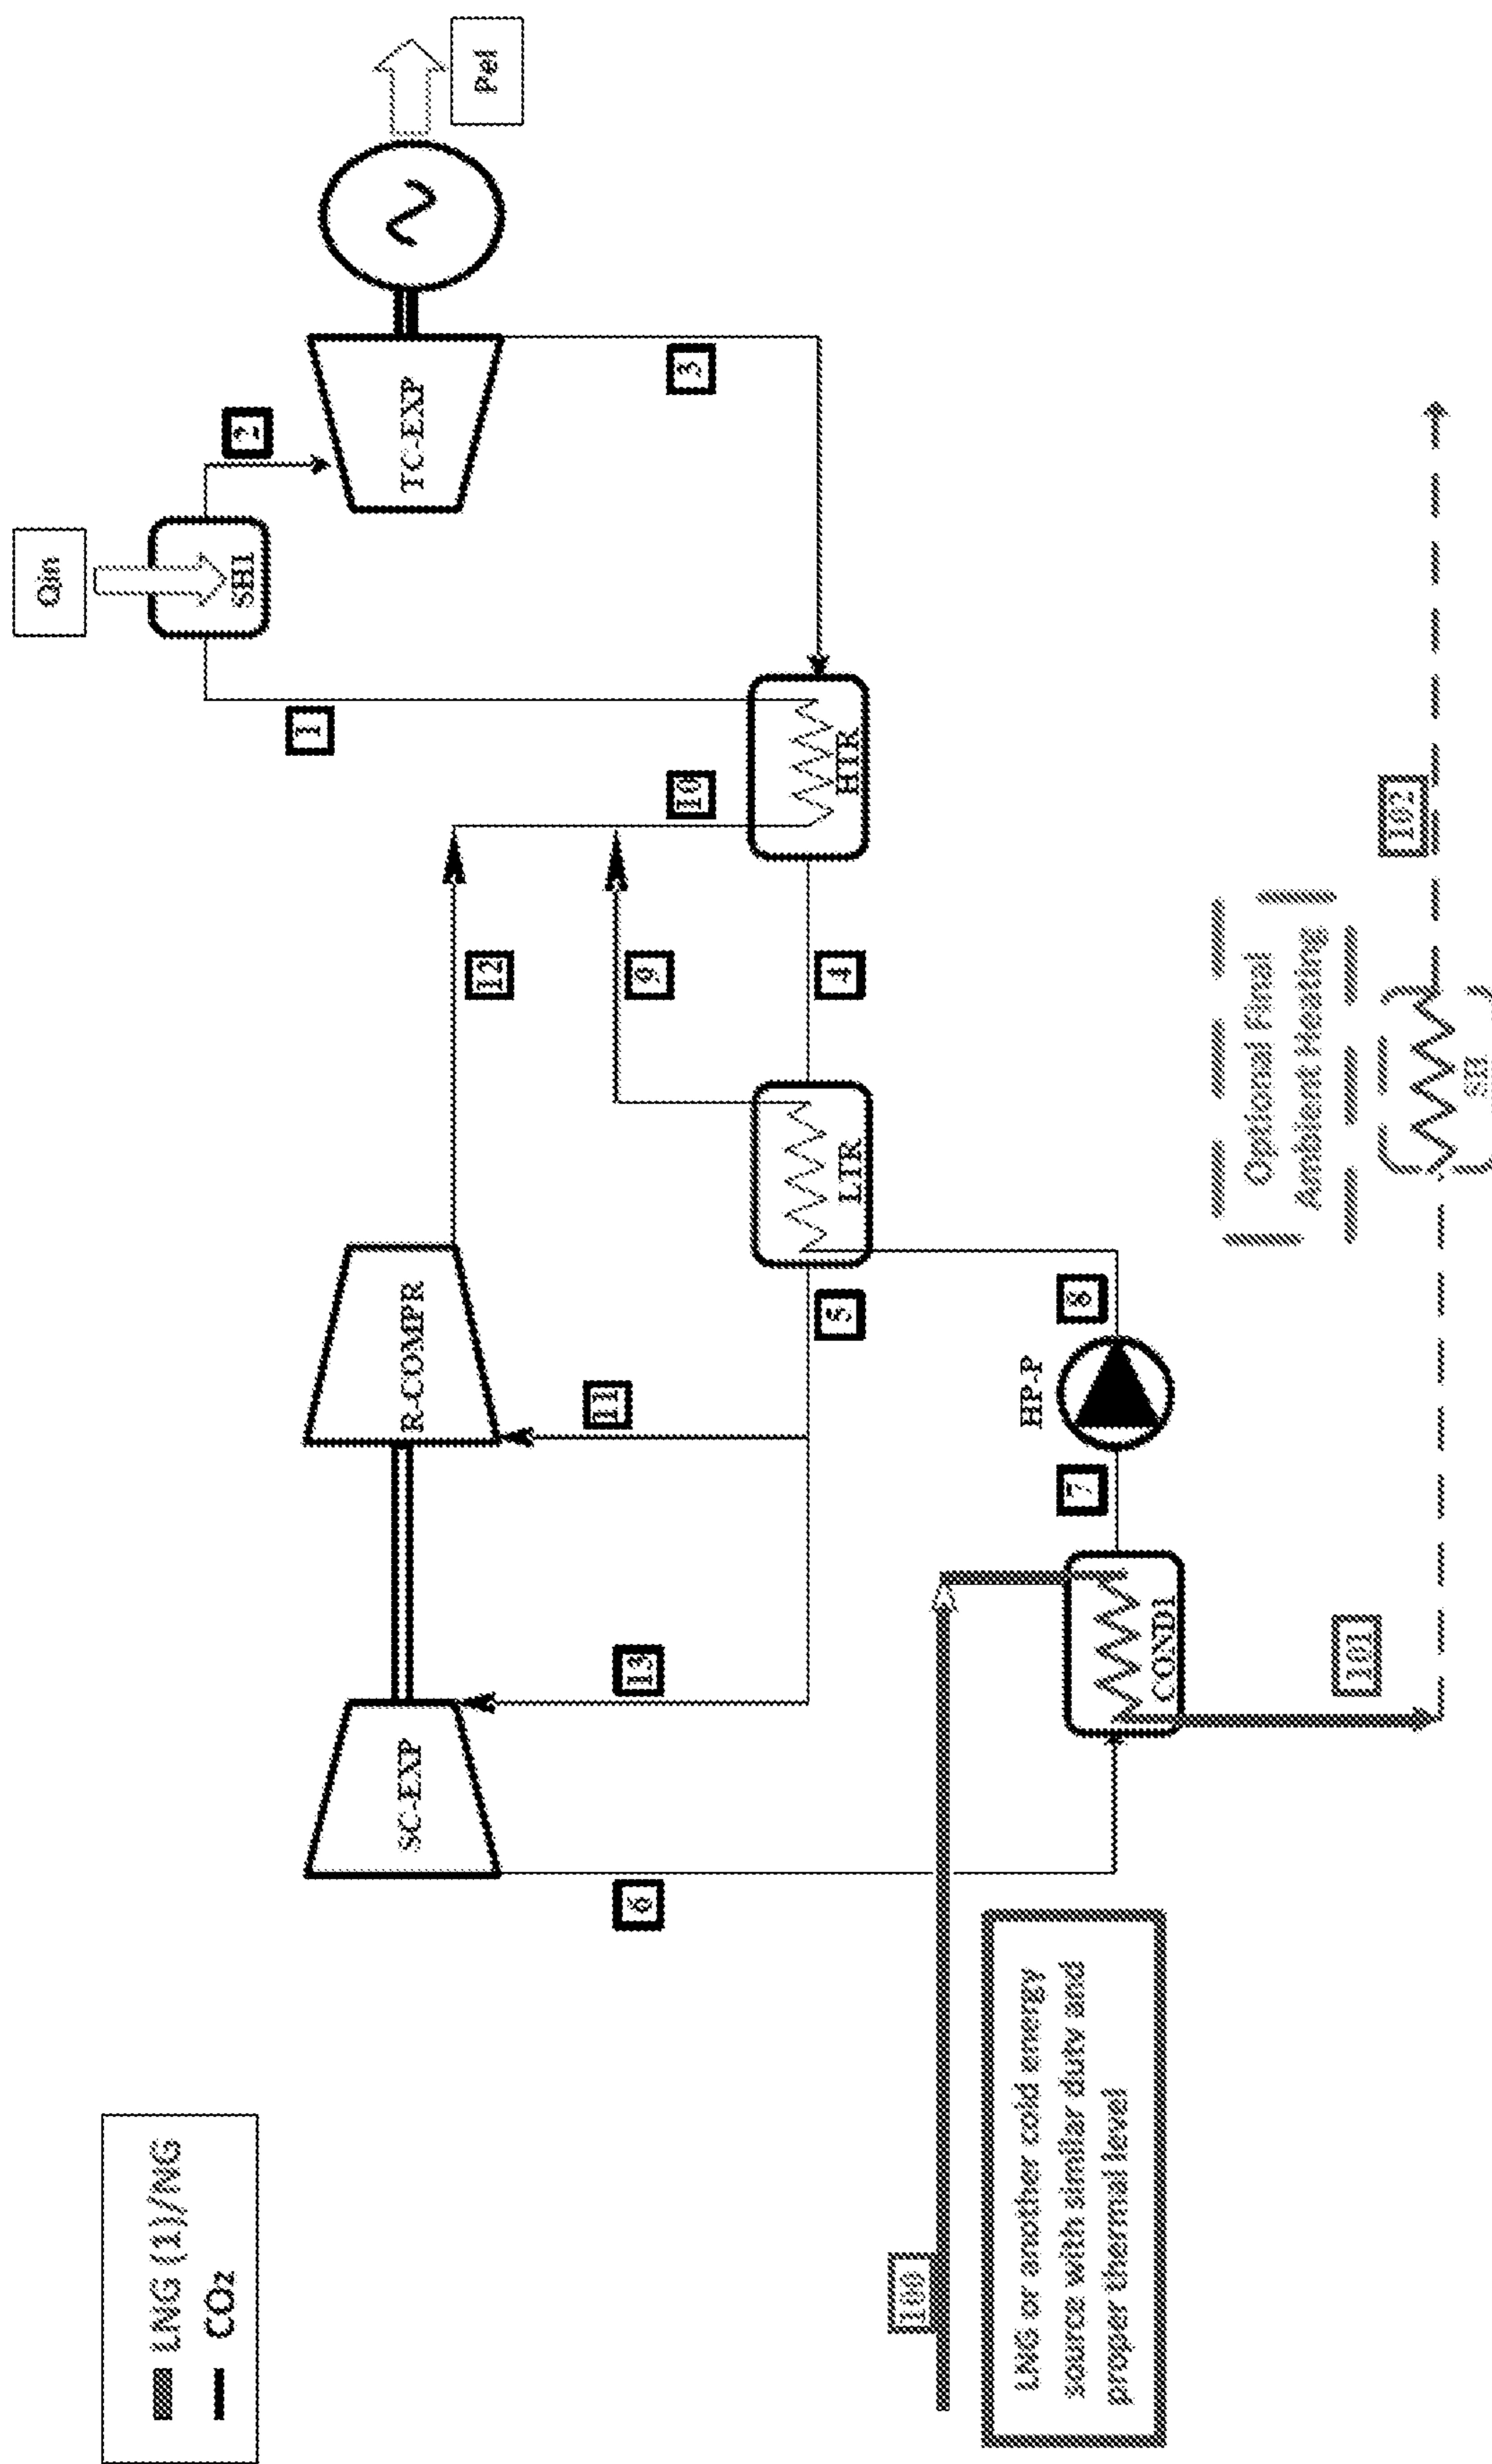 LNG (1)/NG
CO₂
Qin
SH1
2
TC-EXP
Pel
1
3
SC-EXP
R-COMPR
12
10
9
HTR
4
LTR
5
11
13
6
HP-P
8
7
COND1
100
LNG or another cold energy
source with similar duty and
proper thermal level
101
Optional Final
Ambient Heating
SH
102